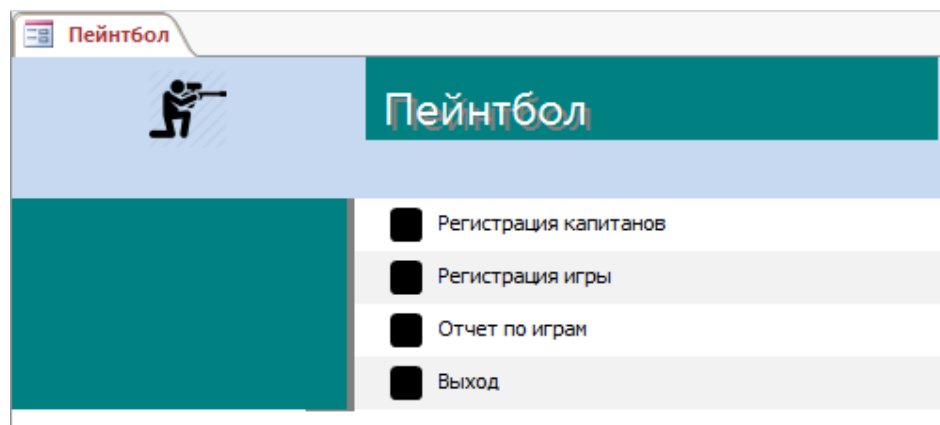 Пейнтбол
Пейнтбол
Регистрация капитанов
Регистрация игры
Отчет по играм
Выход